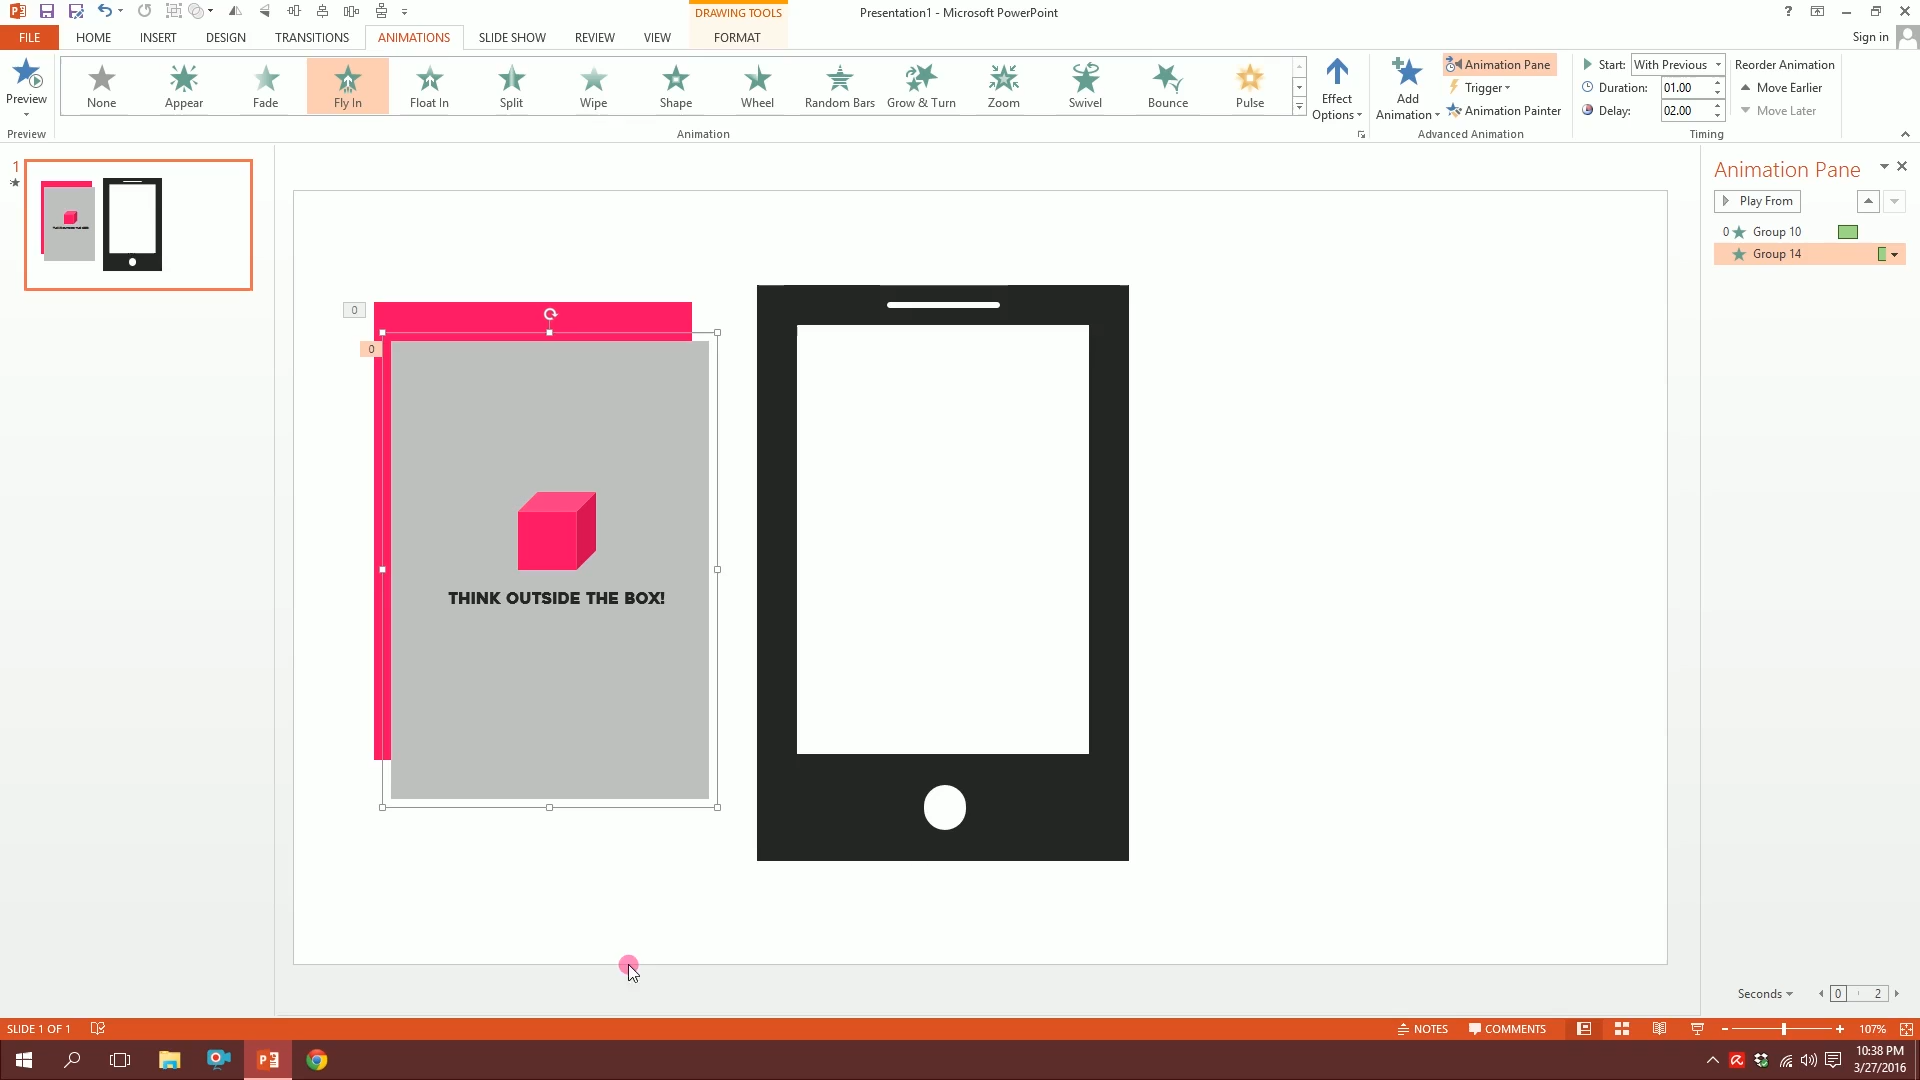 DRAWING TOOLS
Presentation1 - Microsoft PowerPoint
?
FILE HOME INSERT DESIGN TRANSITIONS ANIMATIONS SLIDE SHOW REVIEW VIEW FORMAT
Sign in
Preview
None Appear Fade Fly In Float In Split Wipe Shape Wheel Random Bars Grow & Turn Zoom Swivel Bounce Pulse
Effect Options
Add Animation
Animation Pane
Trigger
Animation Painter
Start: With Previous
Duration: 01.00
Delay: 02.00
Reorder Animation
Move Earlier
Move Later
Preview Animation Advanced Animation Timing
1
0
0
THINK OUTSIDE THE BOX!
Animation Pane
Play From
0 Group 10
Group 14
Seconds 0 2
SLIDE 1 OF 1
NOTES COMMENTS 107%
10:38 PM
3/27/2016